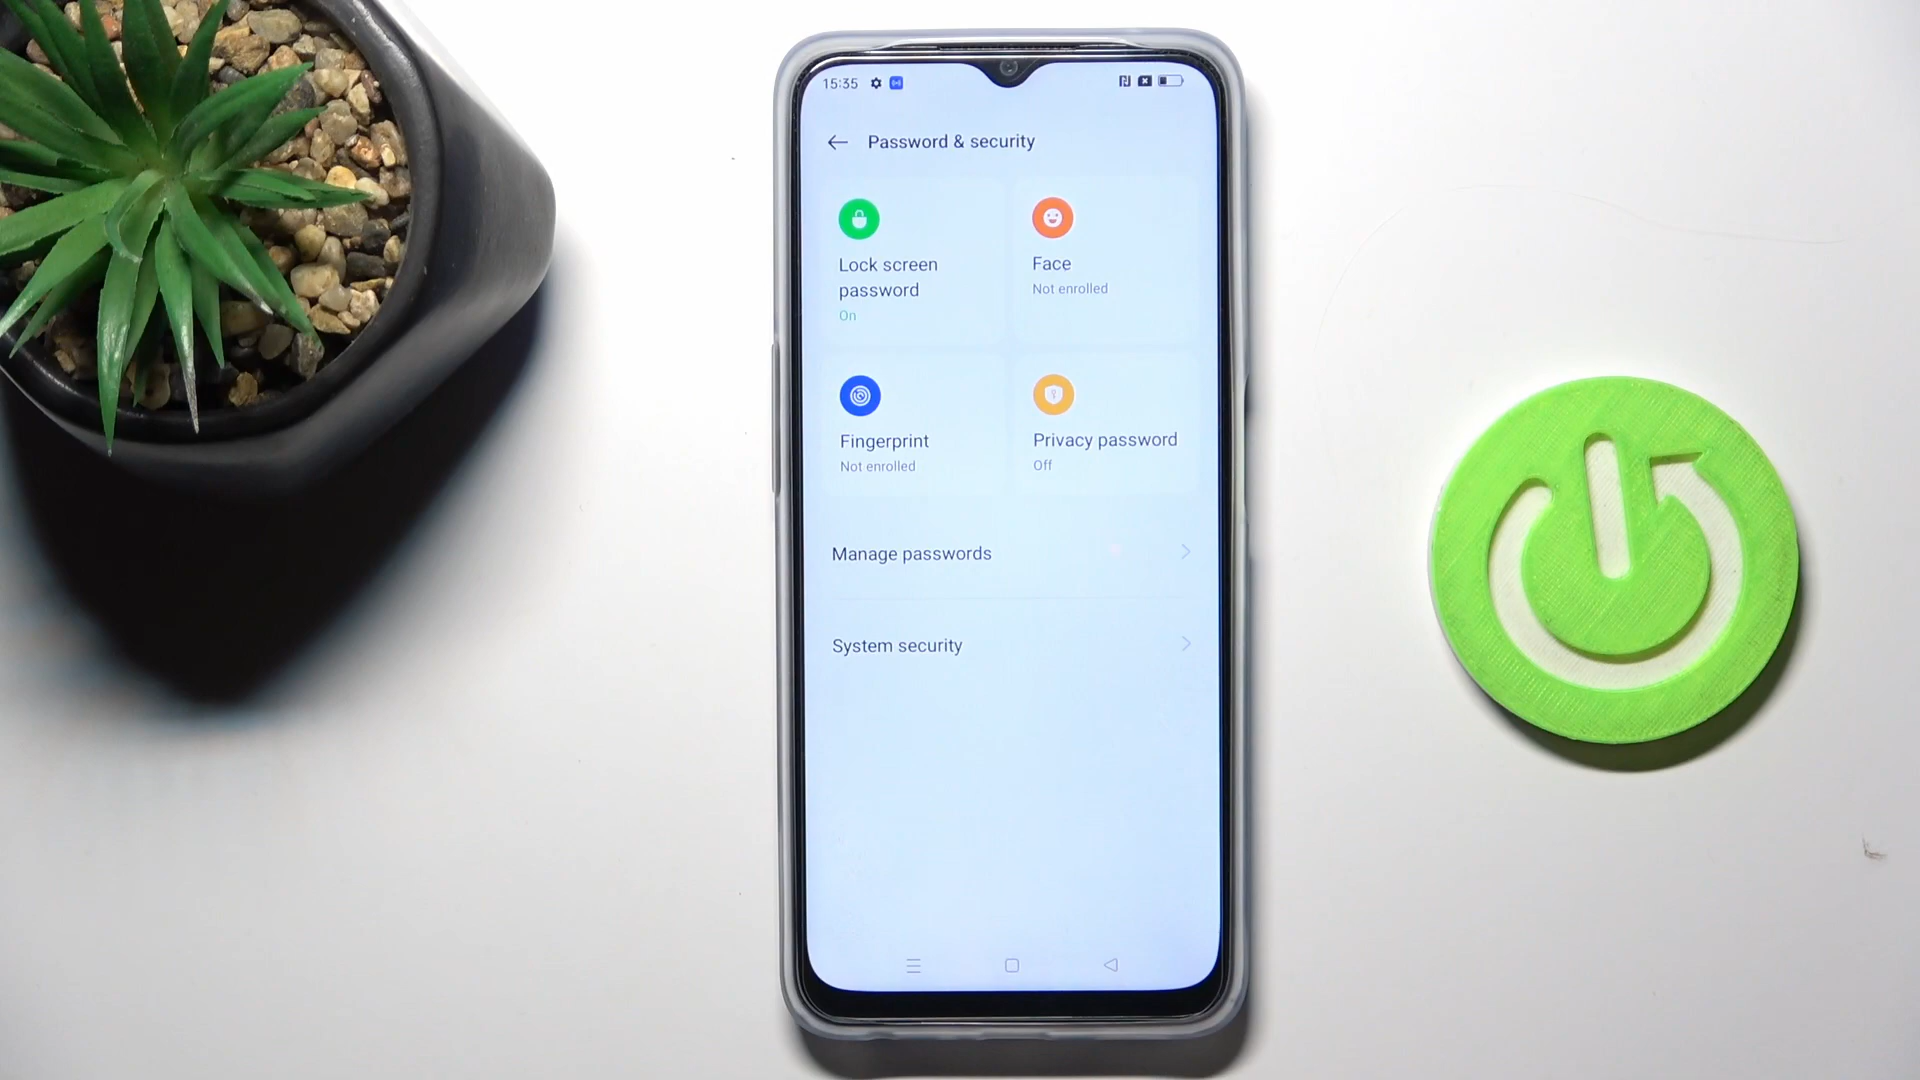 15:35
Password & security
Lock screen
password
On
Face
Not enrolled
Fingerprint
Not enrolled
Privacy password
Off
Manage passwords
System security